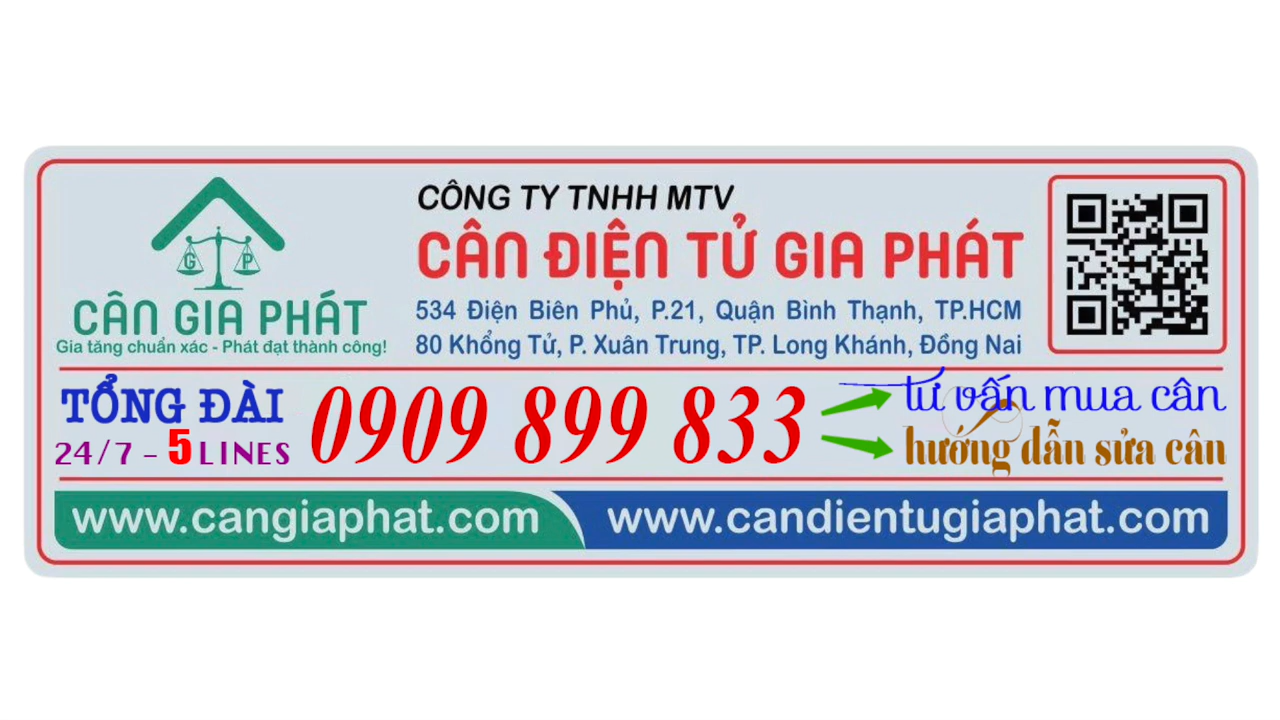 G P
CÂN GIA PHÁT
Gia tăng chuẩn xác - Phát đạt thành công!
CÔNG TY TNHH MTV
CÂN ĐIỆN TỬ GIA PHÁT
534 Điện Biên Phủ, P.21, Quận Bình Thạnh, TP.HCM
80 Khổng Tử, P. Xuân Trung, TP. Long Khánh, Đồng Nai
TỔNG ĐÀI
24/7 - 5 LINES
0909 899 833
tư vấn mua cân
hướng dẫn sửa cân
www.cangiaphat.com
www.candientugiaphat.com